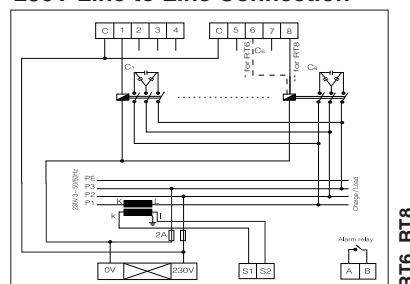 230V Line to Line Connection
C 1 2 3 4
C 5 6 7 8
* for RT6
C6
* for RT8
C1
C8
230V 3~ 50/60Hz
PE
P3
P2
P1
Charge / Load
K L
k l
2A
Alarm relay
0V 230V
S1 S2
A B
RT6, RT8